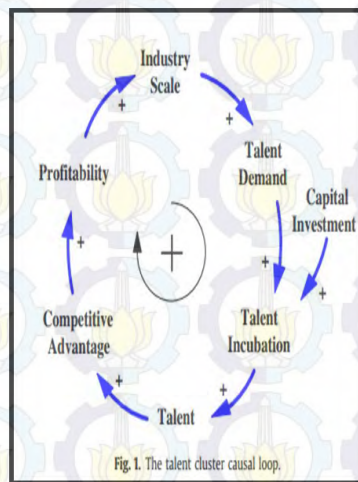 Industry
Scale
+
+
Profitability
Talent
Demand
Capital
Investment
+
+
+
+
Competitive
Advantage
Talent
Incubation
+
+
Talent
Fig. 1. The talent cluster causal loop.